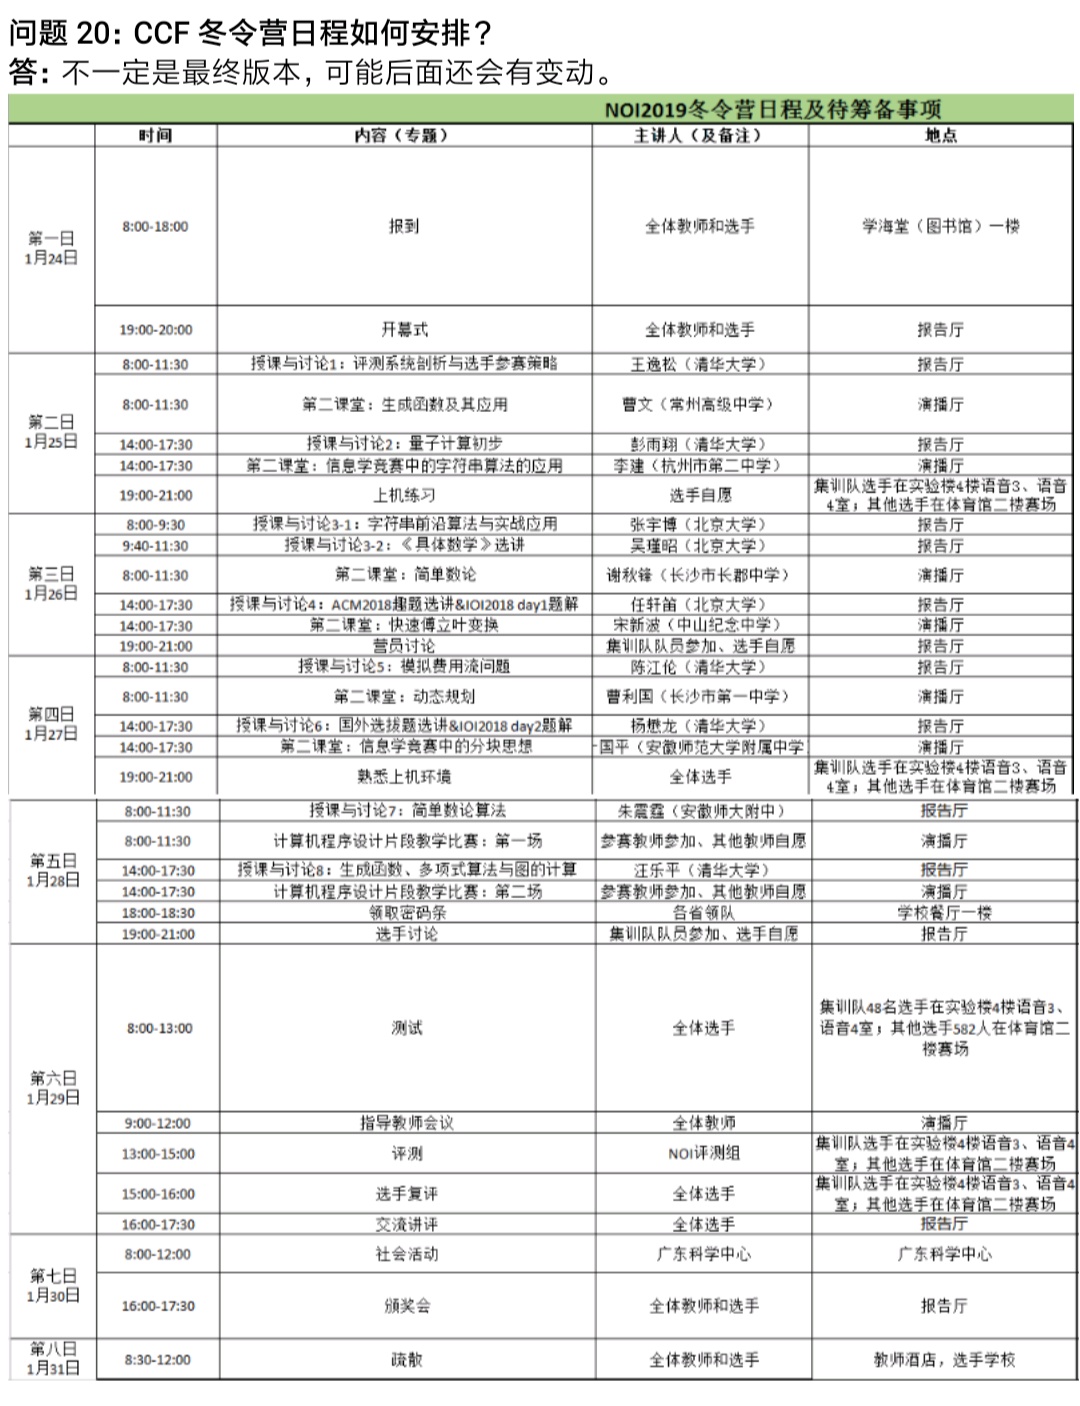 问题 20：CCF 冬令营日程如何安排？
答：不一定是最终版本，可能后面还会有变动。
NOI2019冬令营日程及待筹备事项
时间 内容（专题） 主讲人（及备注） 地点
第一日
1月24日
8:00-18:00 报到 全体教师和选手 学海堂（图书馆）一楼
19:00-20:00 开幕式 全体教师和选手 报告厅
第二日
1月25日
8:00-11:30 授课与讨论1：评测系统剖析与选手参赛策略 王逸松（清华大学） 报告厅
8:00-11:30 第二课堂：生成函数及其应用 曹文（常州高级中学） 演播厅
14:00-17:30 授课与讨论2：量子计算初步 彭雨翔（清华大学） 报告厅
14:00-17:30 第二课堂：信息学竞赛中的字符串算法的应用 李建（杭州市第二中学） 演播厅
19:00-21:00 上机练习 选手自愿 集训队选手在实验楼4楼语音3、语音
4室；其他选手在体育馆二楼赛场
第三日
1月26日
8:00-9:30 授课与讨论3-1：字符串前沿算法与实战应用 张宇博（北京大学） 报告厅
9:40-11:30 授课与讨论3-2：《具体数学》选讲 吴瑾昭（北京大学） 报告厅
8:00-11:30 第二课堂：简单数论 谢秋锋（长沙市长郡中学） 演播厅
14:00-17:30 授课与讨论4：ACM2018趣题选讲&IOI2018 day1题解 任轩笛（北京大学） 报告厅
14:00-17:30 第二课堂：快速傅立叶变换 宋新波（中山纪念中学） 演播厅
19:00-21:00 营员讨论 集训队队员参加、选手自愿 报告厅
第四日
1月27日
8:00-11:30 授课与讨论5：模拟费用流问题 陈江伦（清华大学） 报告厅
8:00-11:30 第二课堂：动态规划 曹利国（长沙市第一中学） 演播厅
14:00-17:30 授课与讨论6：国外选拔题选讲&IOI2018 day2题解 杨懋龙（清华大学） 报告厅
14:00-17:30 第二课堂：信息学竞赛中的分块思想 国平（安徽师范大学附属中学 演播厅
19:00-21:00 熟悉上机环境 全体选手 集训队选手在实验楼4楼语音3、语音
4室；其他选手在体育馆二楼赛场
第五日
1月28日
8:00-11:30 授课与讨论7：简单数论算法 朱震霆（安徽师大附中） 报告厅
8:00-11:30 计算机程序设计片段教学比赛：第一场 参赛教师参加、其他教师自愿 演播厅
14:00-17:30 授课与讨论8：生成函数、多项式算法与图的计算 汪乐平（清华大学） 报告厅
14:00-17:30 计算机程序设计片段教学比赛：第二场 参赛教师参加、其他教师自愿 演播厅
18:00-18:30 领取密码条 各省领队 学校餐厅一楼
19:00-21:00 选手讨论 集训队队员参加、选手自愿 报告厅
第六日
1月29日
8:00-13:00 测试 全体选手 集训队48名选手在实验楼4楼语音3、
语音4室；其他选手582人在体育馆二
楼赛场
9:00-12:00 指导教师会议 全体教师 演播厅
13:00-15:00 评测 NOI评测组 集训队选手在实验楼4楼语音3、语音4
室；其他选手在体育馆二楼赛场
15:00-16:00 选手复评 全体选手 集训队选手在实验楼4楼语音3、语音4
室；其他选手在体育馆二楼赛场
16:00-17:30 交流讲评 全体选手 报告厅
第七日
1月30日
8:00-12:00 社会活动 广东科学中心 广东科学中心
16:00-17:30 颁奖会 全体教师和选手 报告厅
第八日
1月31日
8:30-12:00 疏散 全体教师和选手 教师酒店，选手学校